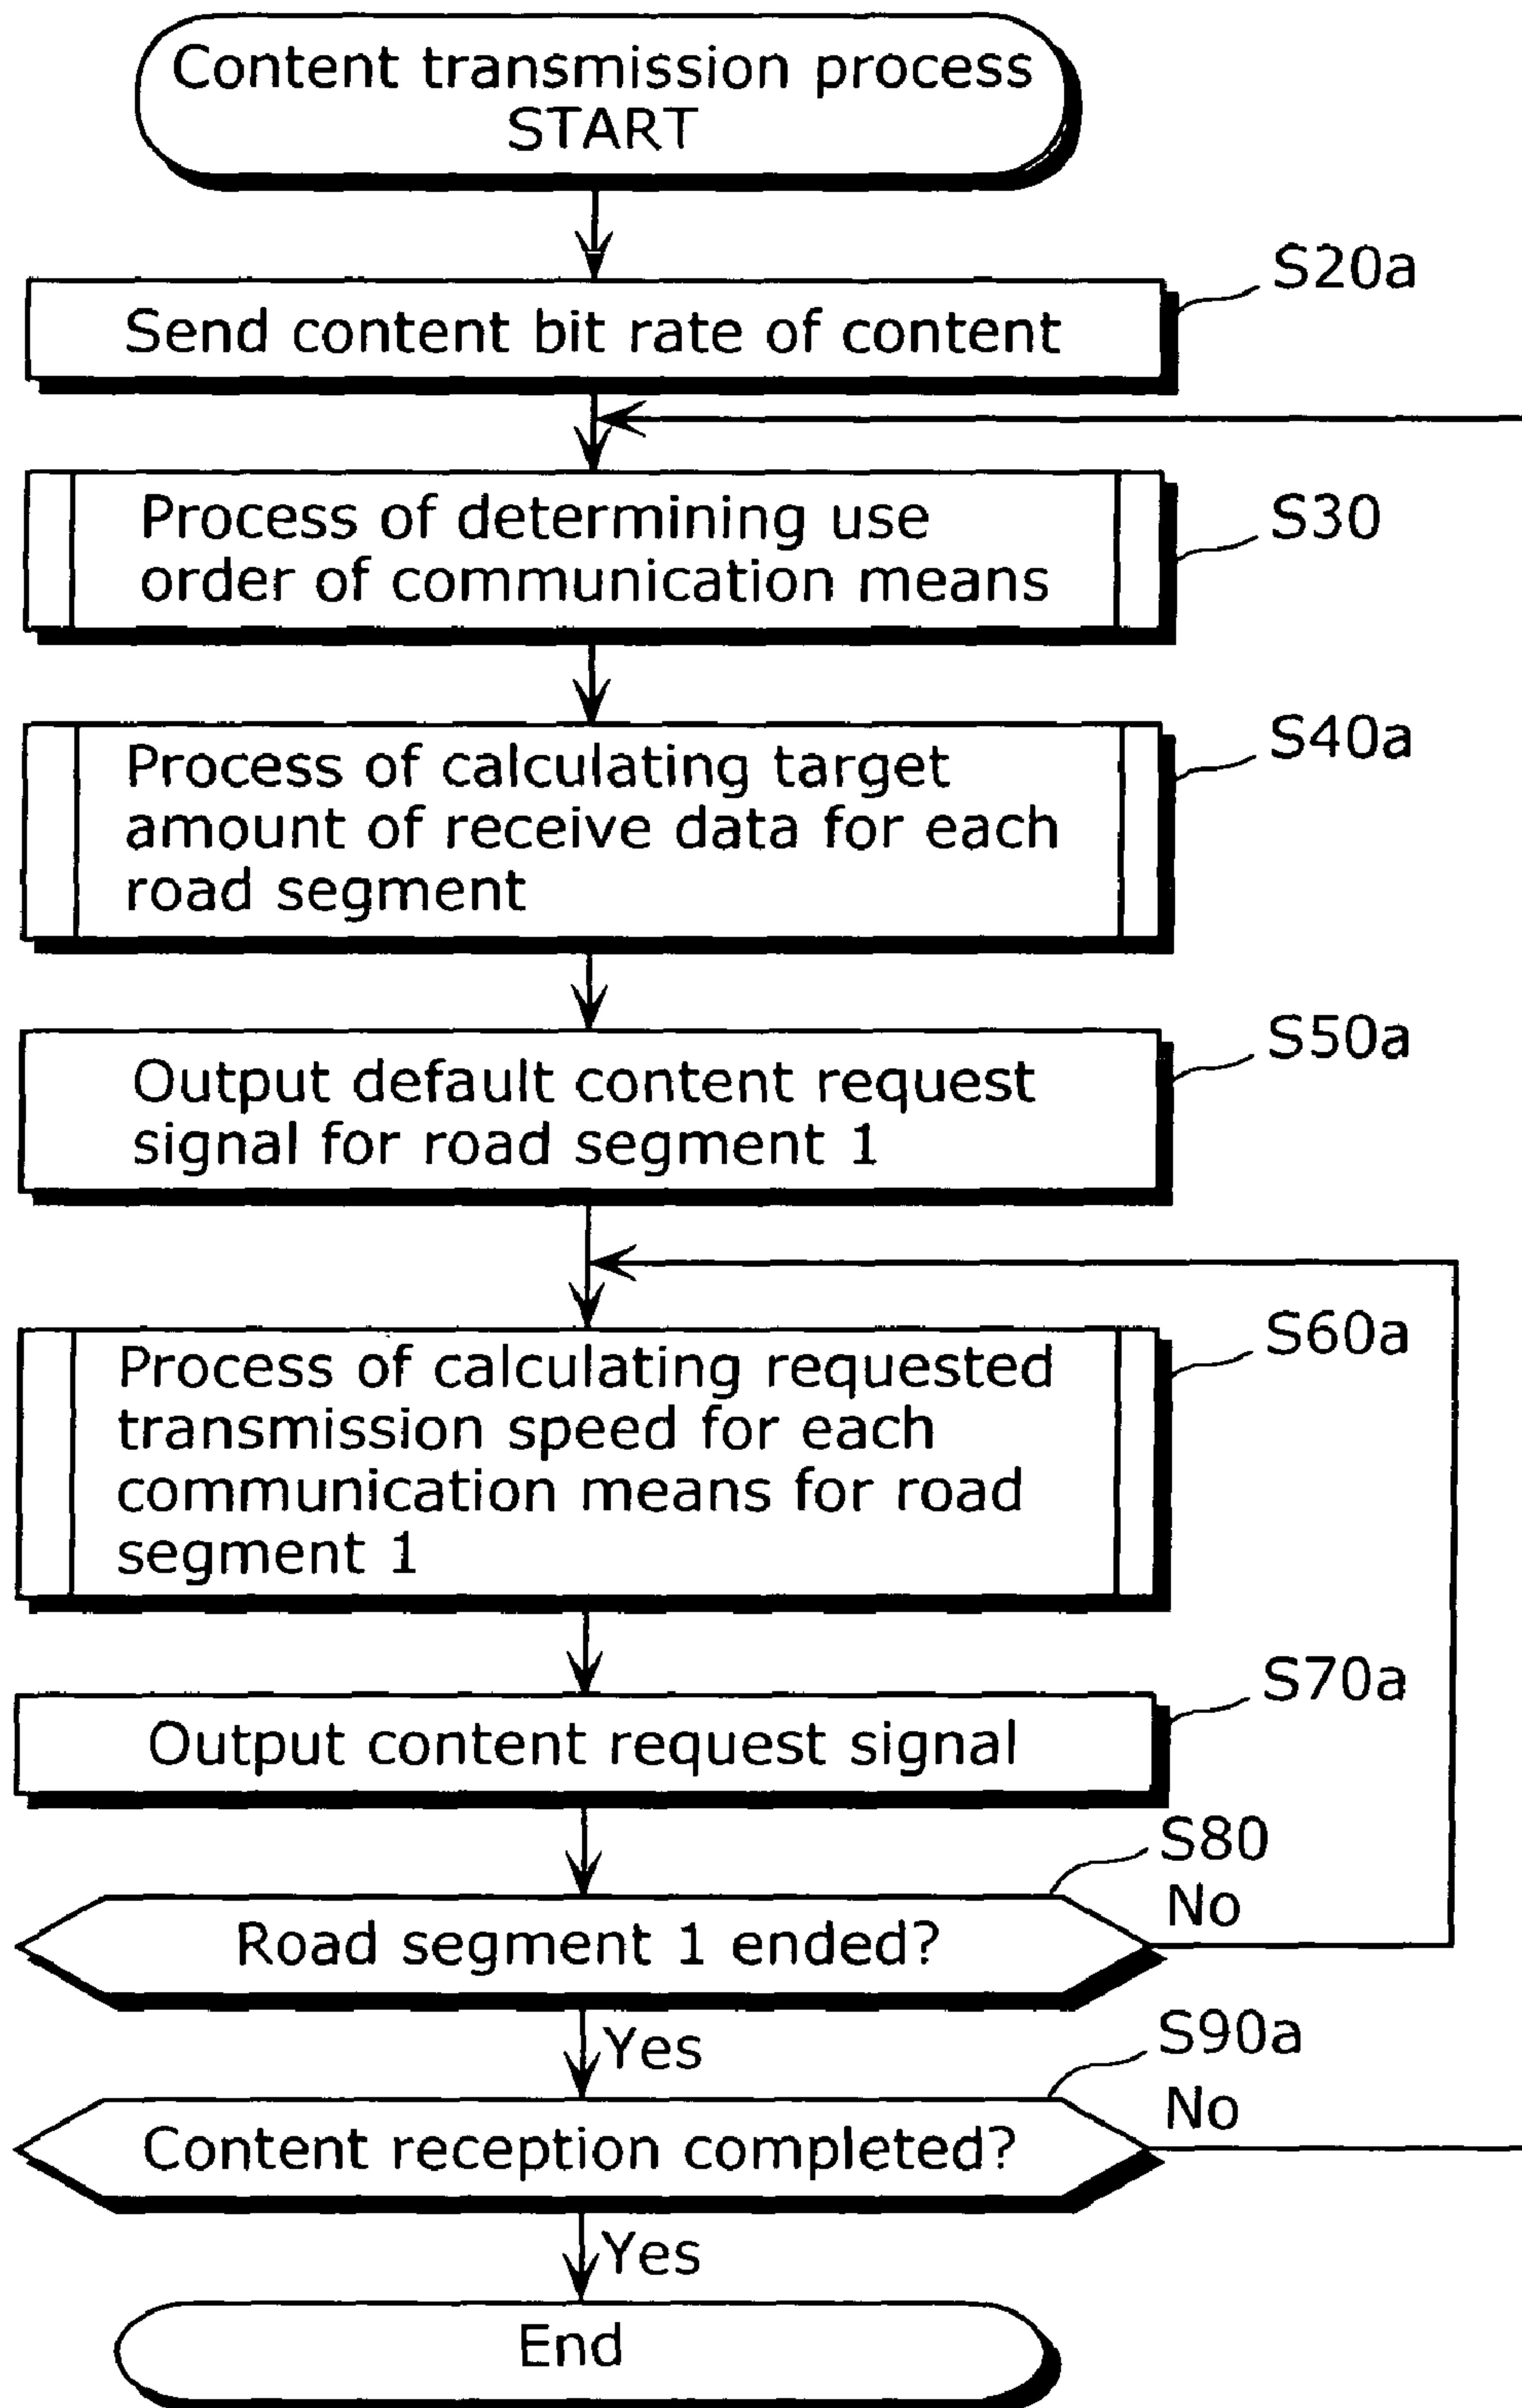 Content transmission process
START
S20a
Send content bit rate of content
S30
Process of determining use
order of communication means
S40a
Process of calculating target
amount of receive data for each
road segment
S50a
Output default content request
signal for road segment 1
S60a
Process of calculating requested
transmission speed for each
communication means for road
segment 1
S70a
Output content request signal
S80
No
Road segment 1 ended?
Yes
S90a
No
Content reception completed?
Yes
End